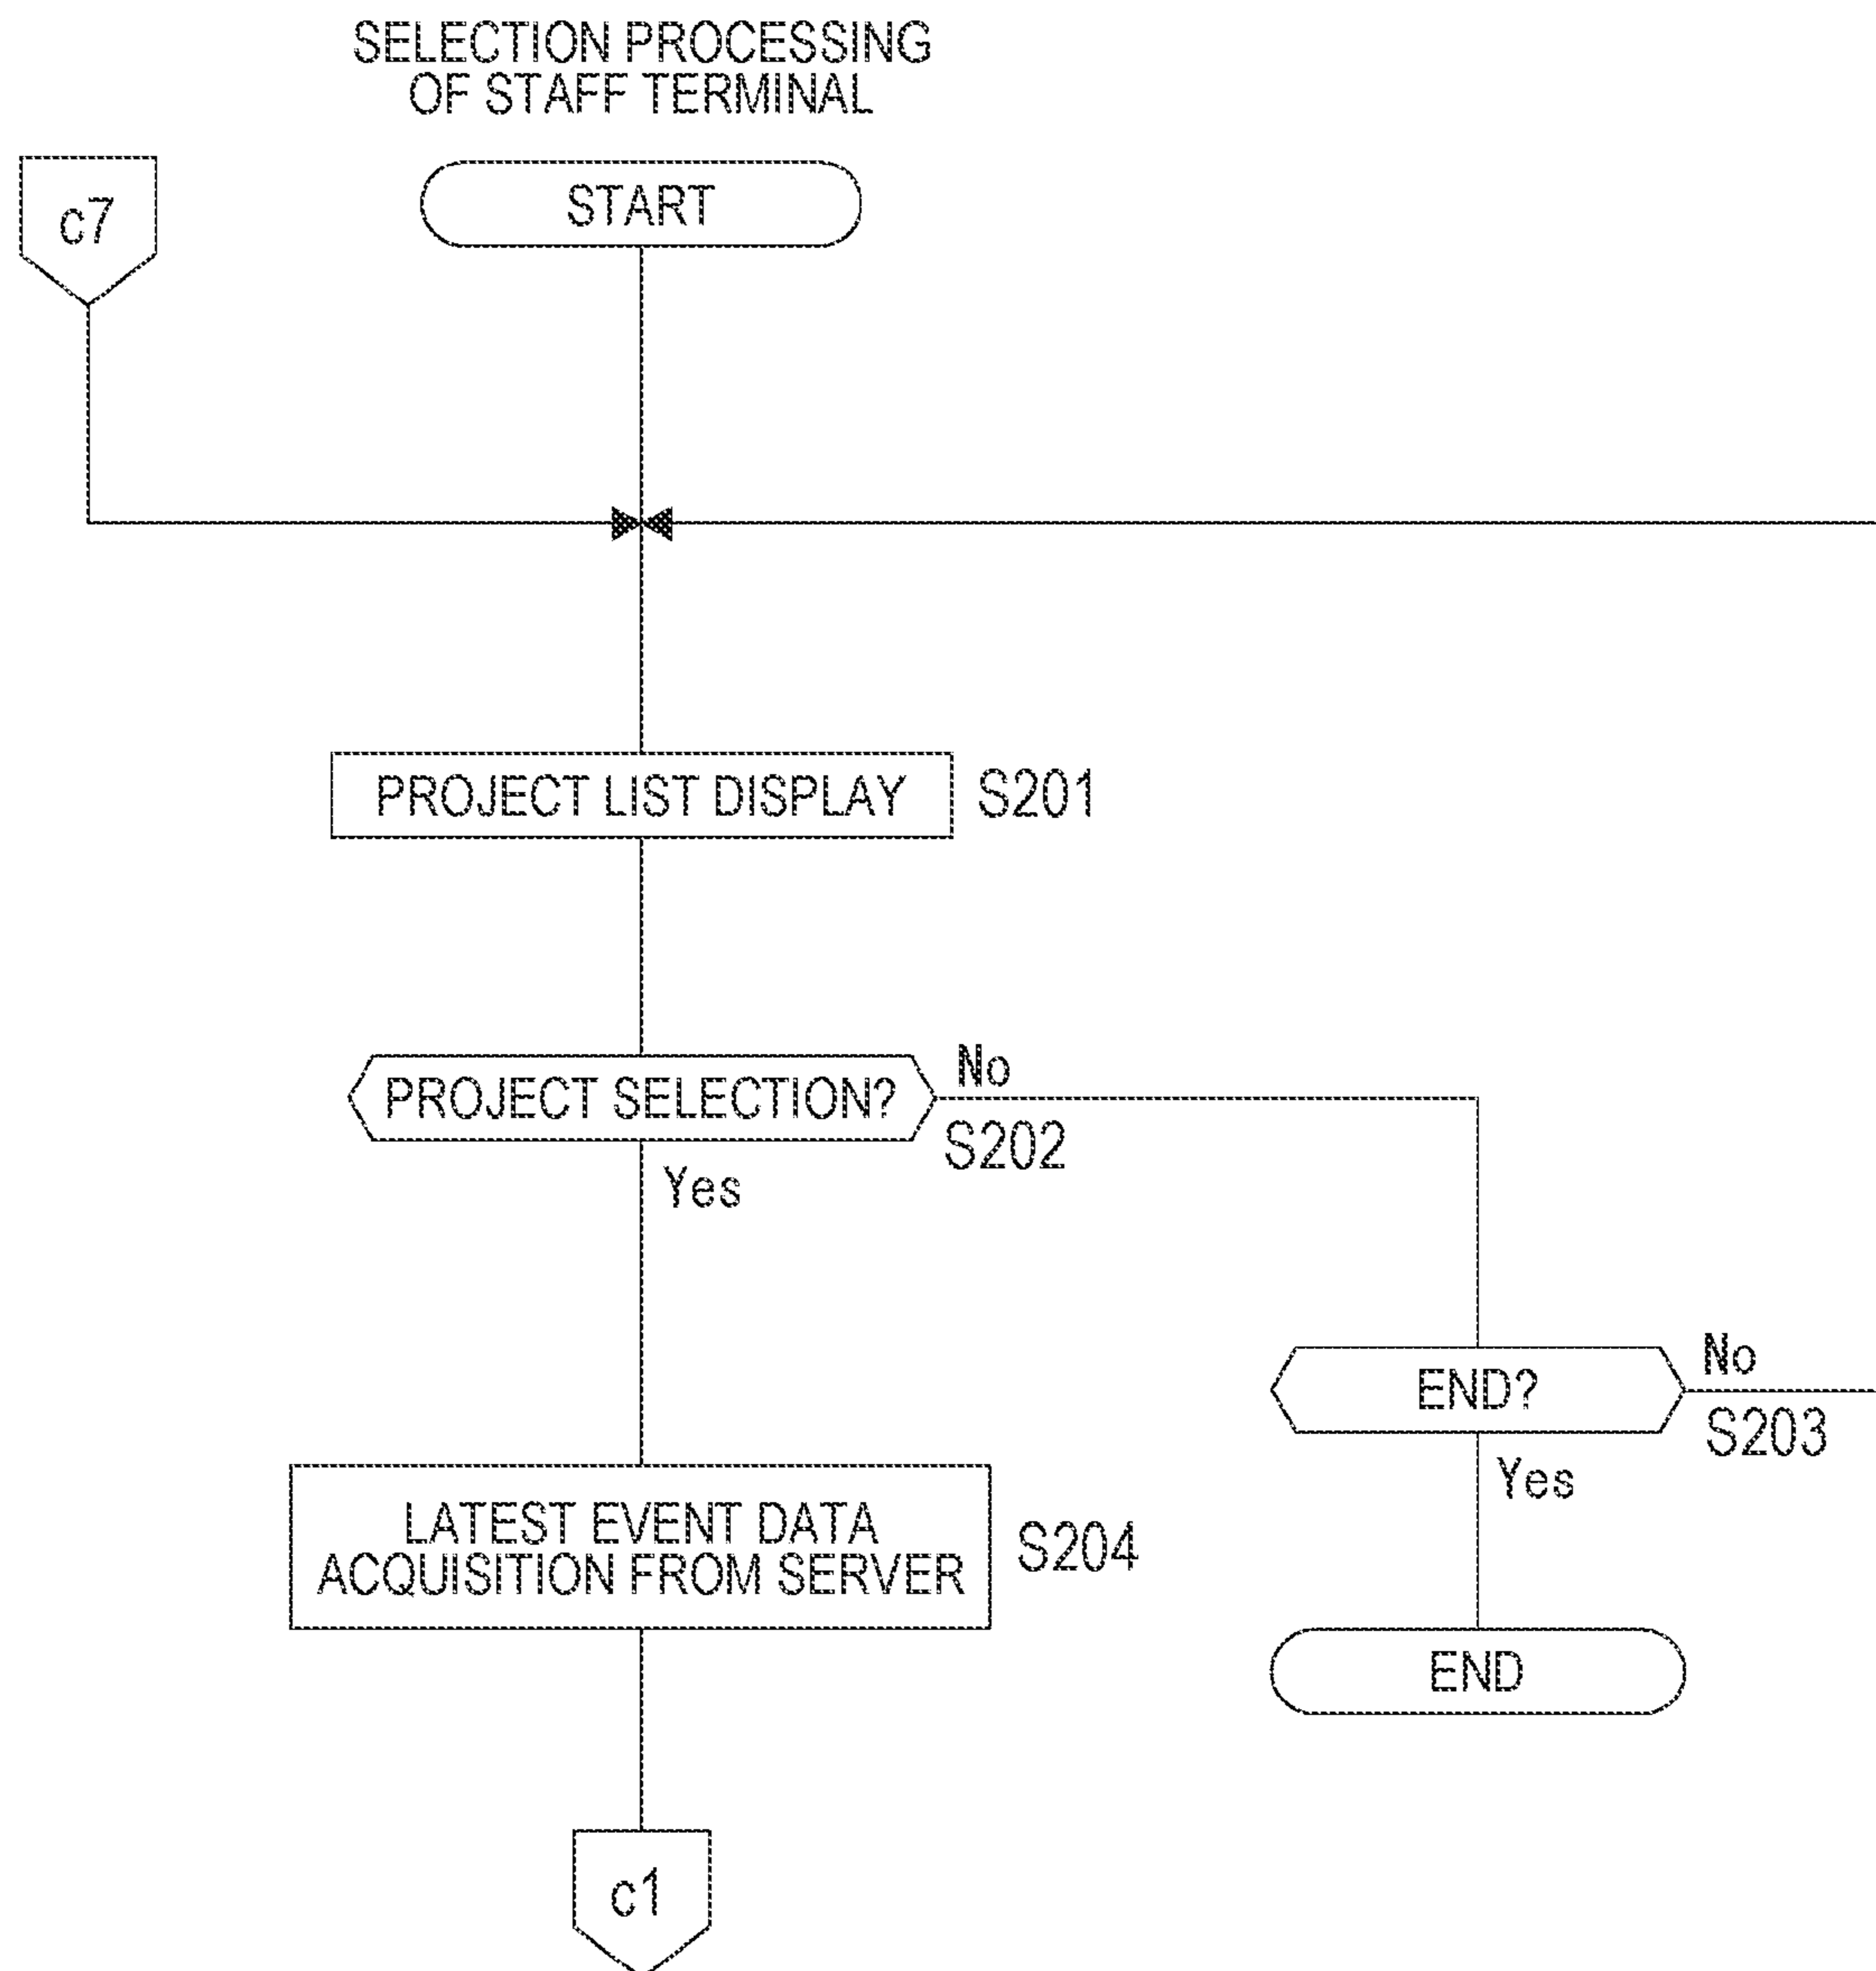 SELECTION PROCESSING
OF STAFF TERMINAL
c7
START
PROJECT LIST DISPLAY
S201
PROJECT SELECTION?
No
S202
Yes
END?
No
S203
Yes
LATEST EVENT DATA
ACQUISITION FROM SERVER
S204
END
c1